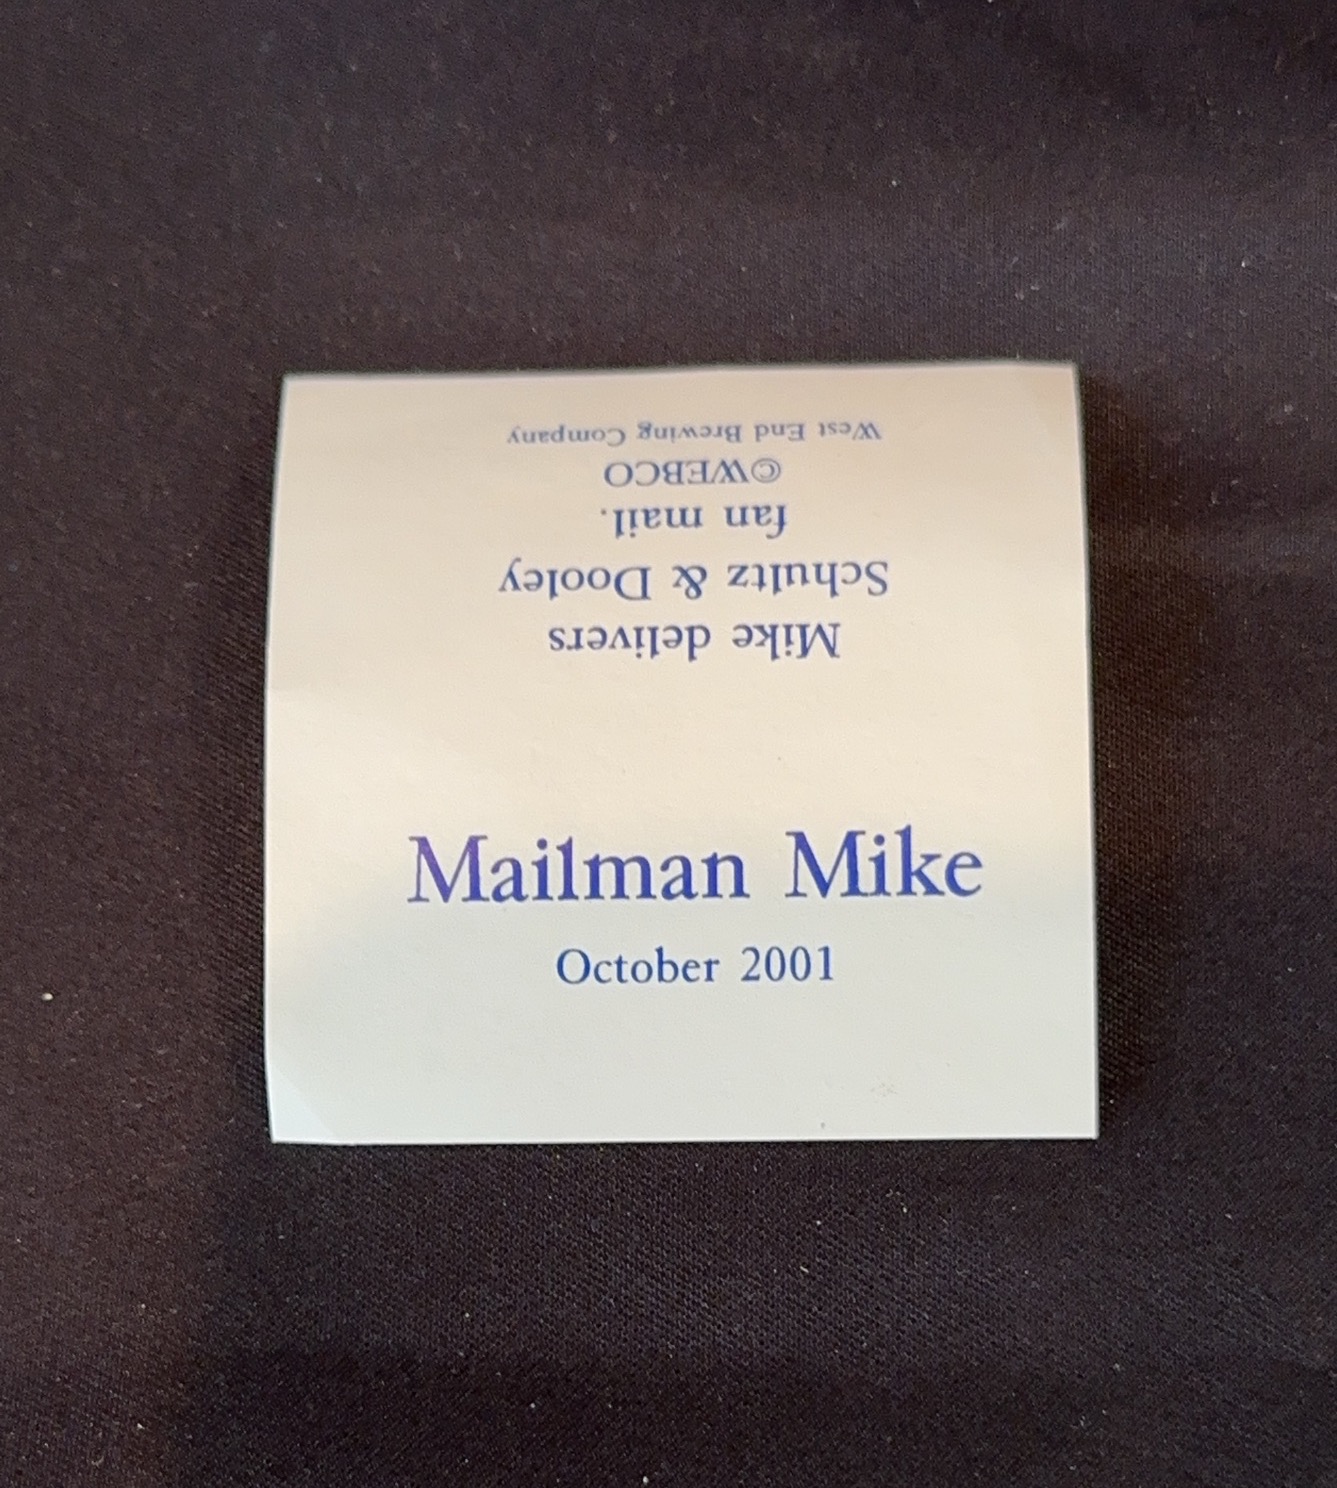 Mailman Mike
October 2001
Mike delivers
Schultz & Dooley
fan mail.
©WEBCO
West End Brewing Company